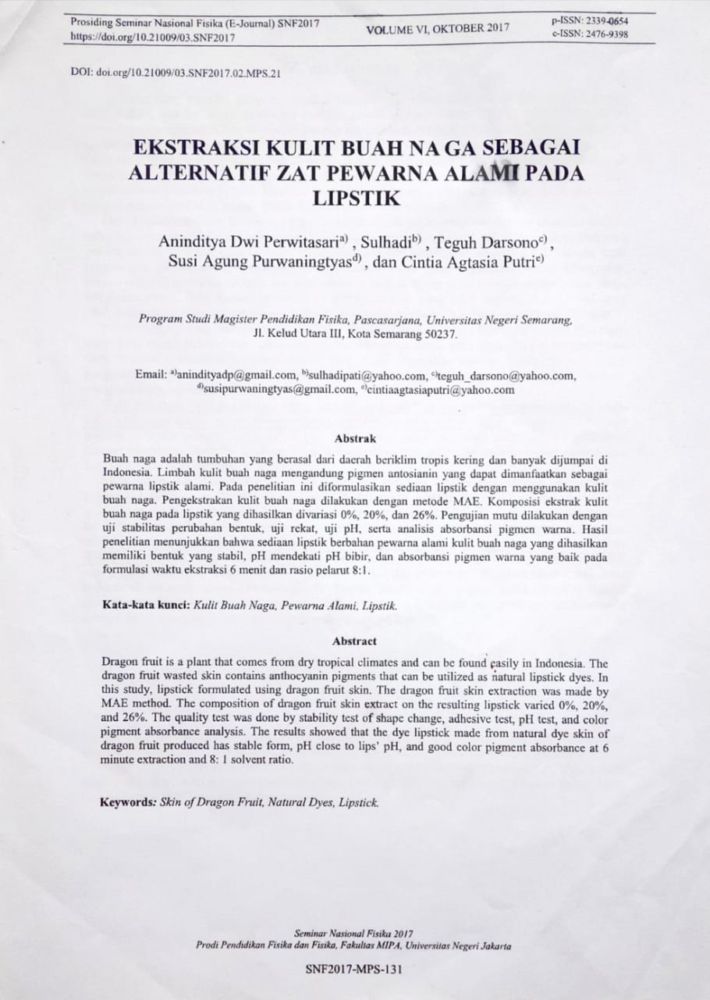 Prosiding Seminar Nasional Fisika (E-Journal) SNF2017
https://doi.org/10.21009/03.SNF2017
VOLUME VI, OKTOBER 2017
p-ISSN: 2339-0654
e-ISSN: 2476-9398
DOI: doi.org/10.21009/03.SNF2017.02.MPS.21
EKSTRAKSI KULIT BUAH NA GA SEBAGAI
ALTERNATIF ZAT PEWARNA ALAMI PADA
LIPSTIK
Aninditya Dwi Perwitasari a) , Sulhadi b) , Teguh Darsono c) ,
Susi Agung Purwaningtyas d) , dan Cintia Agtasia Putri e)
Program Studi Magister Pendidikan Fisika, Pascasarjana, Universitas Negeri Semarang,
Jl. Kelud Utara III, Kota Semarang 50237.
Email: a)anindityadp@gmail.com, b)sulhadipati@yahoo.com, c)teguh_darsono@yahoo.com,
d)susipurwaningtyas@gmail.com, e)cintiaagtasiaputri@yahoo.com
Abstrak
Buah naga adalah tumbuhan yang berasal dari daerah beriklim tropis kering dan banyak dijumpai di
Indonesia. Limbah kulit buah naga mengandung pigmen antosianin yang dapat dimanfaatkan sebagai
pewarna lipstik alami. Pada penelitian ini diformulasikan sediaan lipstik dengan menggunakan kulit
buah naga. Pengekstrakan kulit buah naga dilakukan dengan metode MAE. Komposisi ekstrak kulit
buah naga pada lipstik yang dihasilkan divariasi 0%, 20%, dan 26%. Pengujian mutu dilakukan dengan
uji stabilitas perubahan bentuk, uji rekat, uji pH, serta analisis absorbansi pigmen warna. Hasil
penelitian menunjukkan bahwa sediaan lipstik berbahan pewarna alami kulit buah naga yang dihasilkan
memiliki bentuk yang stabil, pH mendekati pH bibir, dan absorbansi pigmen warna yang baik pada
formulasi waktu ekstraksi 6 menit dan rasio pelarut 8:1.
Kata-kata kunci: Kulit Buah Naga, Pewarna Alami, Lipstik.
Abstract
Dragon fruit is a plant that comes from dry tropical climates and can be found easily in Indonesia. The
dragon fruit wasted skin contains anthocyanin pigments that can be utilized as natural lipstick dyes. In
this study, lipstick formulated using dragon fruit skin. The dragon fruit skin extraction was made by
MAE method. The composition of dragon fruit skin extract on the resulting lipstick varied 0%, 20%,
and 26%. The quality test was done by stability test of shape change, adhesive test, pH test, and color
pigment absorbance analysis. The results showed that the dye lipstick made from natural dye skin of
dragon fruit produced has stable form, pH close to lips' pH, and good color pigment absorbance at 6
minute extraction and 8: 1 solvent ratio.
Keywords: Skin of Dragon Fruit, Natural Dyes, Lipstick.
Seminar Nasional Fisika 2017
Prodi Pendidikan Fisika dan Fisika, Fakultas MIPA, Universitas Negeri Jakarta
SNF2017-MPS-131